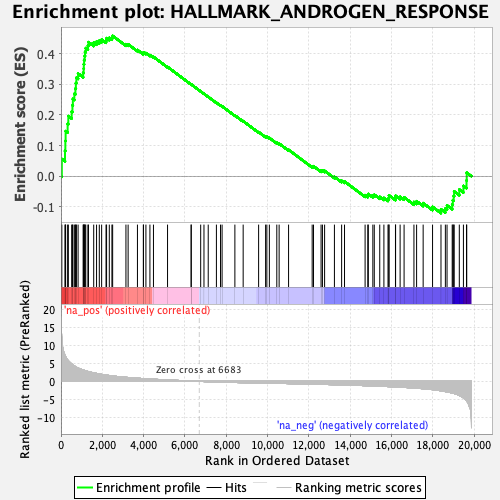 Enrichment plot: HALLMARK_ANDROGEN_RESPONSE
Enrichment score (ES)
0.4
0.3
0.2
0.1
0.0
-0.1
'na_pos' (positively correlated)
Ranked list metric (PreRanked)
20
15
10
5
0
-5
-10
Zero cross at 6683
'na_neg' (negatively correlated)
0
2,000
4,000
6,000
8,000
10,000
12,000
14,000
16,000
18,000
20,000
Rank in Ordered Dataset
Enrichment profile
Hits
Ranking metric scores